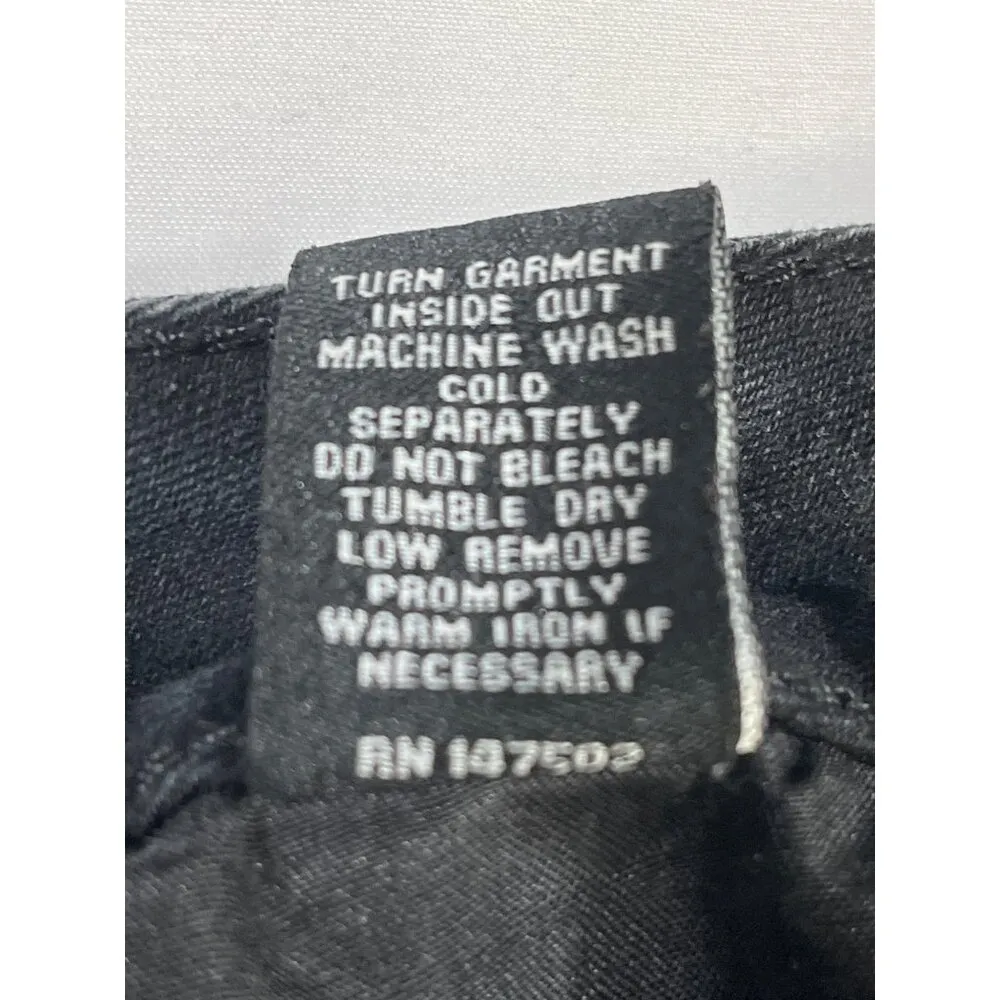 TURN GARMENT
INSIDE OUT
MACHINE WASH
COLD
SEPARATELY
DO NOT BLEACH
TUMBLE DRY
LOW REMOVE
PROMPTLY
WARM IRON IF
NECESSARY
RN 147502